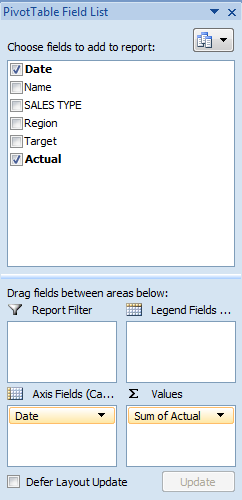 PivotTable Field List
Choose fields to add to report:
Date
Name
SALES TYPE
Region
Target
Actual
Drag fields between areas below:
Report Filter
Legend Fields ...
Axis Fields (Ca...
Σ Values
Date
Sum of Actual
Defer Layout Update
Update